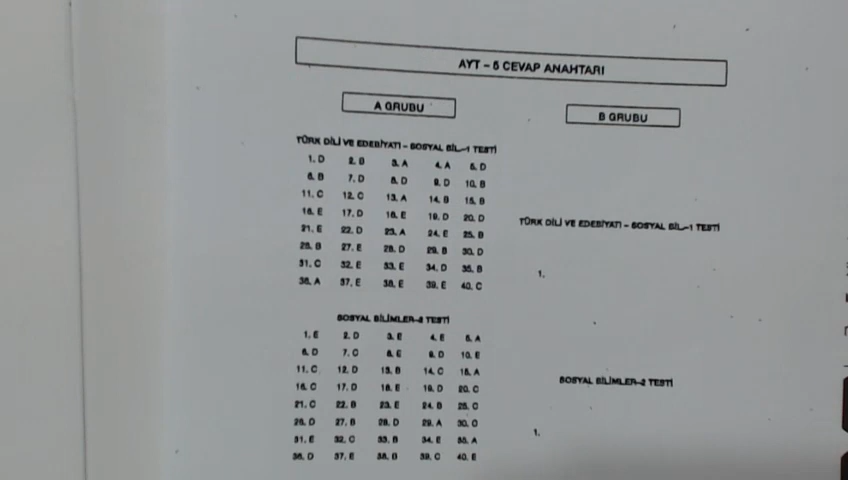 AYT – 5 CEVAP ANAHTARI
A GRUBU
B GRUBU
TÜRK DİLİ VE EDEBİYATI – SOSYAL BİL–1 TESTİ
1. D 2. B 3. A 4. A 5. D
6. B 7. D 8. D 9. D 10. B
11. C 12. C 13. A 14. B 15. B
16. E 17. D 18. E 19. D 20. D
21. E 22. D 23. A 24. E 25. B
26. B 27. E 28. D 29. B 30. D
31. C 32. E 33. E 34. D 35. B
36. A 37. E 38. E 39. E 40. C
TÜRK DİLİ VE EDEBİYATI – SOSYAL BİL–1 TESTİ
1.
SOSYAL BİLİMLER–2 TESTİ
1. E 2. D 3. E 4. E 5. A
6. D 7. C 8. E 9. D 10. E
11. C 12. D 13. B 14. C 15. A
16. C 17. D 18. E 19. D 20. C
21. C 22. B 23. E 24. B 25. C
26. D 27. B 28. D 29. A 30. C
31. E 32. C 33. B 34. E 35. A
36. D 37. E 38. B 39. C 40. E
SOSYAL BİLİMLER–2 TESTİ
1.